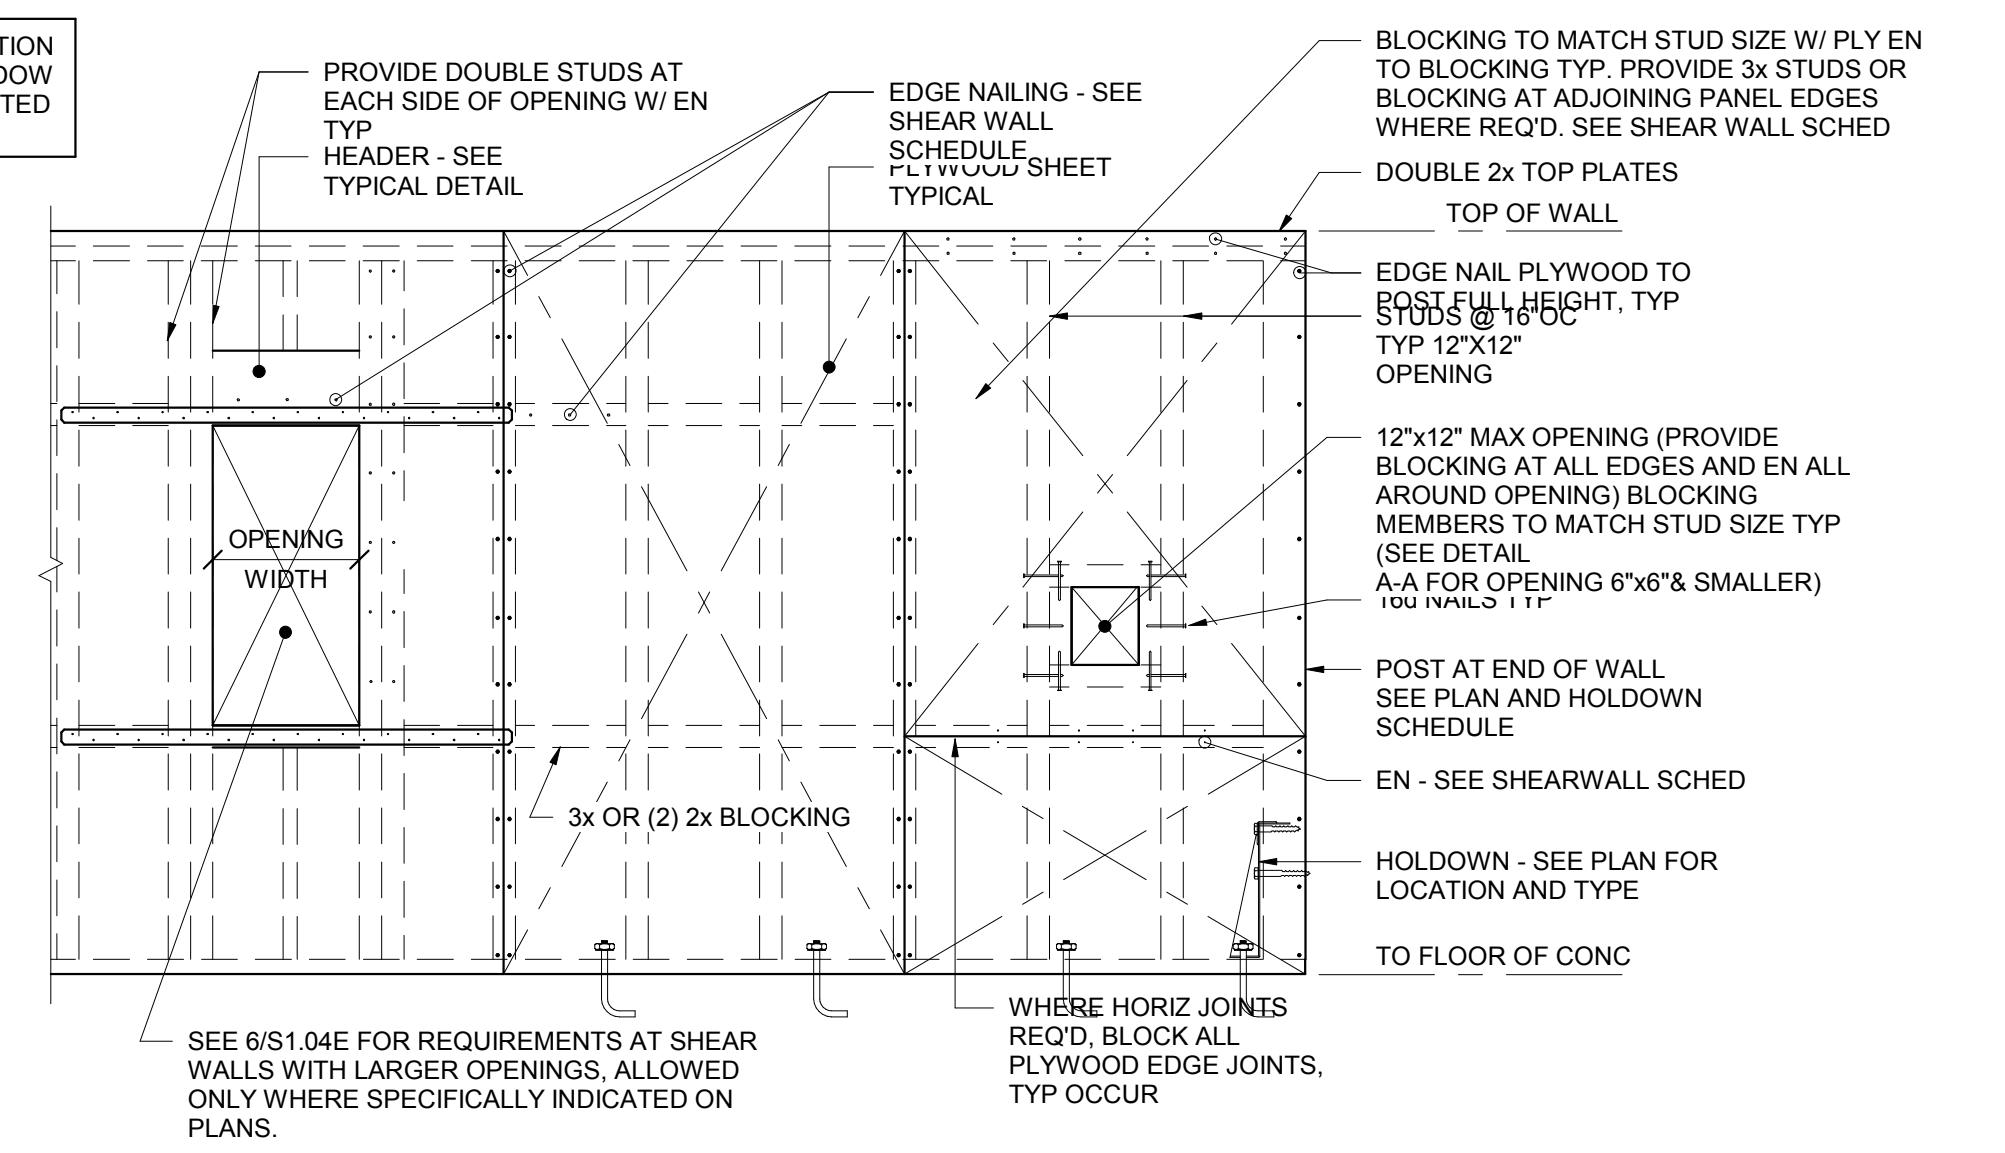 TION
DOW
TED
PROVIDE DOUBLE STUDS AT
EACH SIDE OF OPENING W/ EN
TYP
HEADER - SEE
TYPICAL DETAIL
EDGE NAILING - SEE
SHEAR WALL
SCHEDULE
PLYWOOD SHEET
TYPICAL
BLOCKING TO MATCH STUD SIZE W/ PLY EN
TO BLOCKING TYP. PROVIDE 3x STUDS OR
BLOCKING AT ADJOINING PANEL EDGES
WHERE REQ'D. SEE SHEAR WALL SCHED
DOUBLE 2x TOP PLATES
TOP OF WALL
EDGE NAIL PLYWOOD TO
POST FULL HEIGHT, TYP
STUDS @ 16"OC
TYP 12"X12"
OPENING
12"x12" MAX OPENING (PROVIDE
BLOCKING AT ALL EDGES AND EN ALL
AROUND OPENING) BLOCKING
MEMBERS TO MATCH STUD SIZE TYP
(SEE DETAIL
A-A FOR OPENING 6"x6"& SMALLER)
16d NAILS TYP
POST AT END OF WALL
SEE PLAN AND HOLDOWN
SCHEDULE
EN - SEE SHEARWALL SCHED
HOLDOWN - SEE PLAN FOR
LOCATION AND TYPE
TO FLOOR OF CONC
OPENING
WIDTH
3x OR (2) 2x BLOCKING
WHERE HORIZ JOINTS
REQ'D, BLOCK ALL
PLYWOOD EDGE JOINTS,
TYP OCCUR
SEE 6/S1.04E FOR REQUIREMENTS AT SHEAR
WALLS WITH LARGER OPENINGS, ALLOWED
ONLY WHERE SPECIFICALLY INDICATED ON
PLANS.